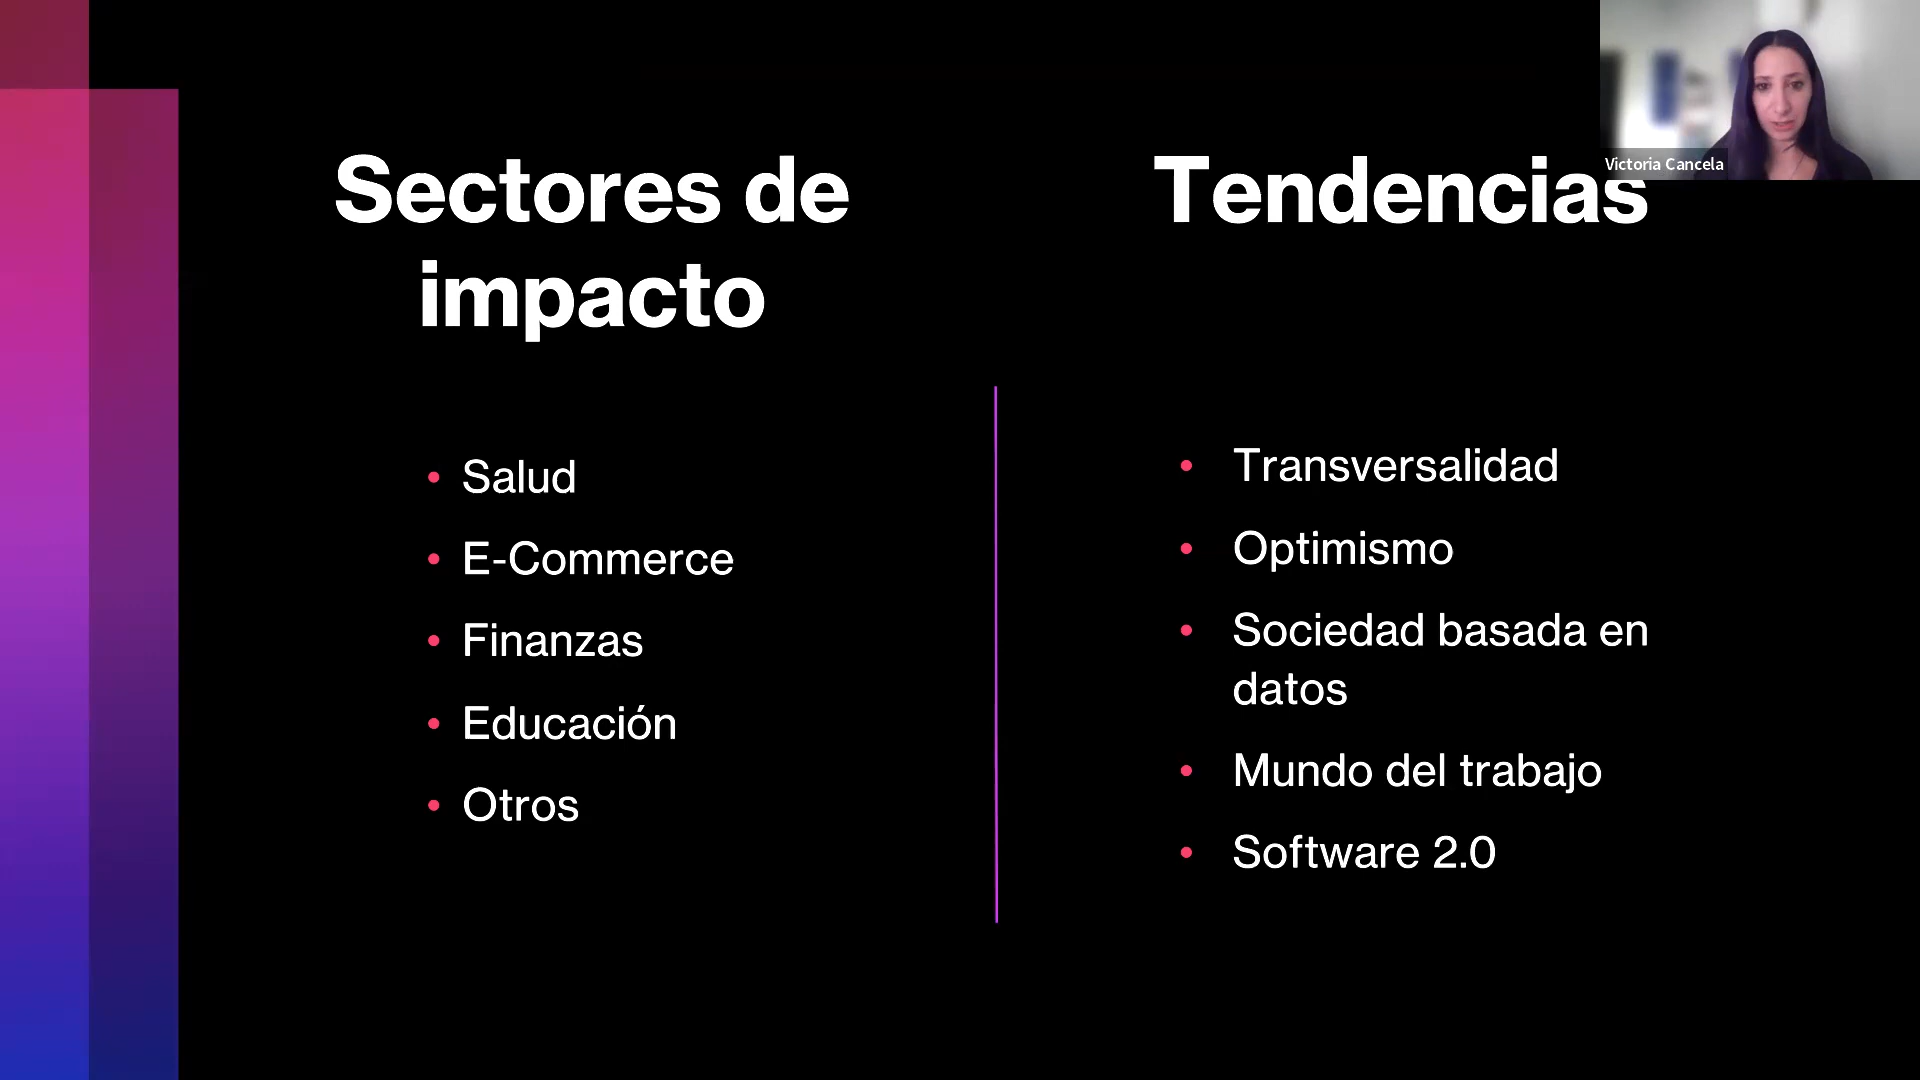 Sectores de
impacto
• Salud
• E-Commerce
• Finanzas
• Educación
• Otros
Tendencias
• Transversalidad
• Optimismo
• Sociedad basada en
datos
• Mundo del trabajo
• Software 2.0
Victoria Cancela